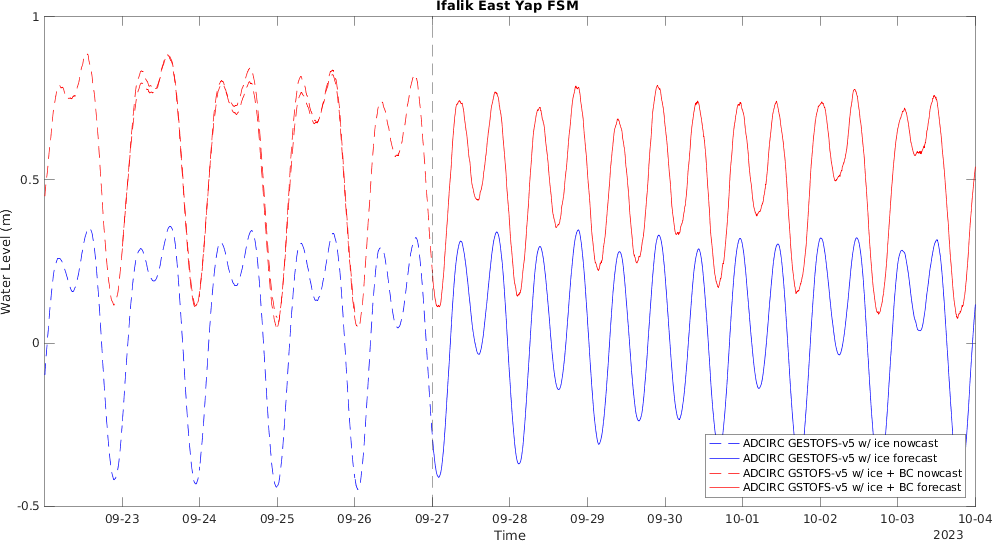 Ifalik East Yap FSM
1
0.5
0
-0.5
Water Level (m)
ADCIRC GESTOFS-v5 w/ ice nowcast
ADCIRC GESTOFS-v5 w/ ice forecast
ADCIRC GSTOFS-v5 w/ ice + BC nowcast
ADCIRC GSTOFS-v5 w/ ice + BC forecast
09-23 09-24 09-25 09-26 09-27 09-28 09-29 09-30 10-01 10-02 10-03 10-04
Time
2023